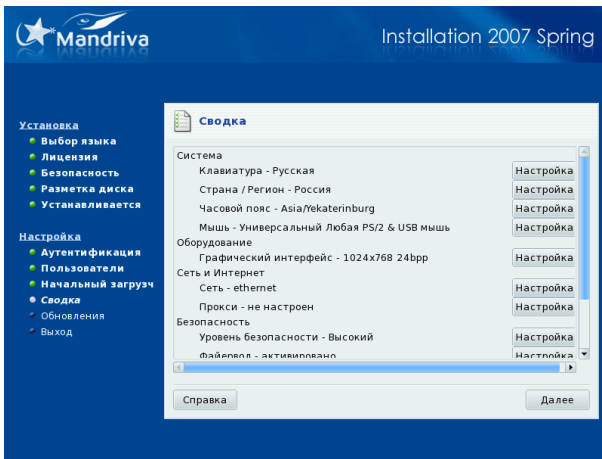 Mandriva
Installation 2007 Spring
Установка
Выбор языка
Лицензия
Безопасность
Разметка диска
Устанавливается
Настройка
Аутентификация
Пользователи
Начальный загрузч
Сводка
Обновления
Выход
Сводка
Система
Клавиатура - Русская Настройка
Страна / Регион - Россия Настройка
Часовой пояс - Asia/Yekaterinburg Настройка
Мышь - Универсальный Любая PS/2 & USB мышь Настройка
Оборудование
Графический интерфейс - 1024x768 24bpp Настройка
Сеть и Интернет
Сеть - ethernet Настройка
Прокси - не настроен Настройка
Безопасность
Уровень безопасности - Высокий Настройка
Файервол - активировано Настройка
Справка Далее